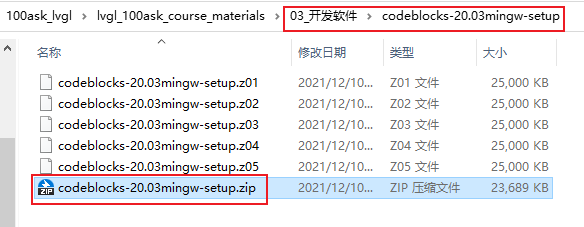 100ask_lvgl > lvgl_100ask_course_materials > 03_开发软件 > codeblocks-20.03mingw-setup
名称 修改日期 类型 大小
codeblocks-20.03mingw-setup.z01 2021/12/10... Z01 文件 25,000 KB
codeblocks-20.03mingw-setup.z02 2021/12/10... Z02 文件 25,000 KB
codeblocks-20.03mingw-setup.z03 2021/12/10... Z03 文件 25,000 KB
codeblocks-20.03mingw-setup.z04 2021/12/10... Z04 文件 25,000 KB
codeblocks-20.03mingw-setup.z05 2021/12/10... Z05 文件 25,000 KB
ZIP codeblocks-20.03mingw-setup.zip 2021/12/10... ZIP 压缩文件 23,689 KB